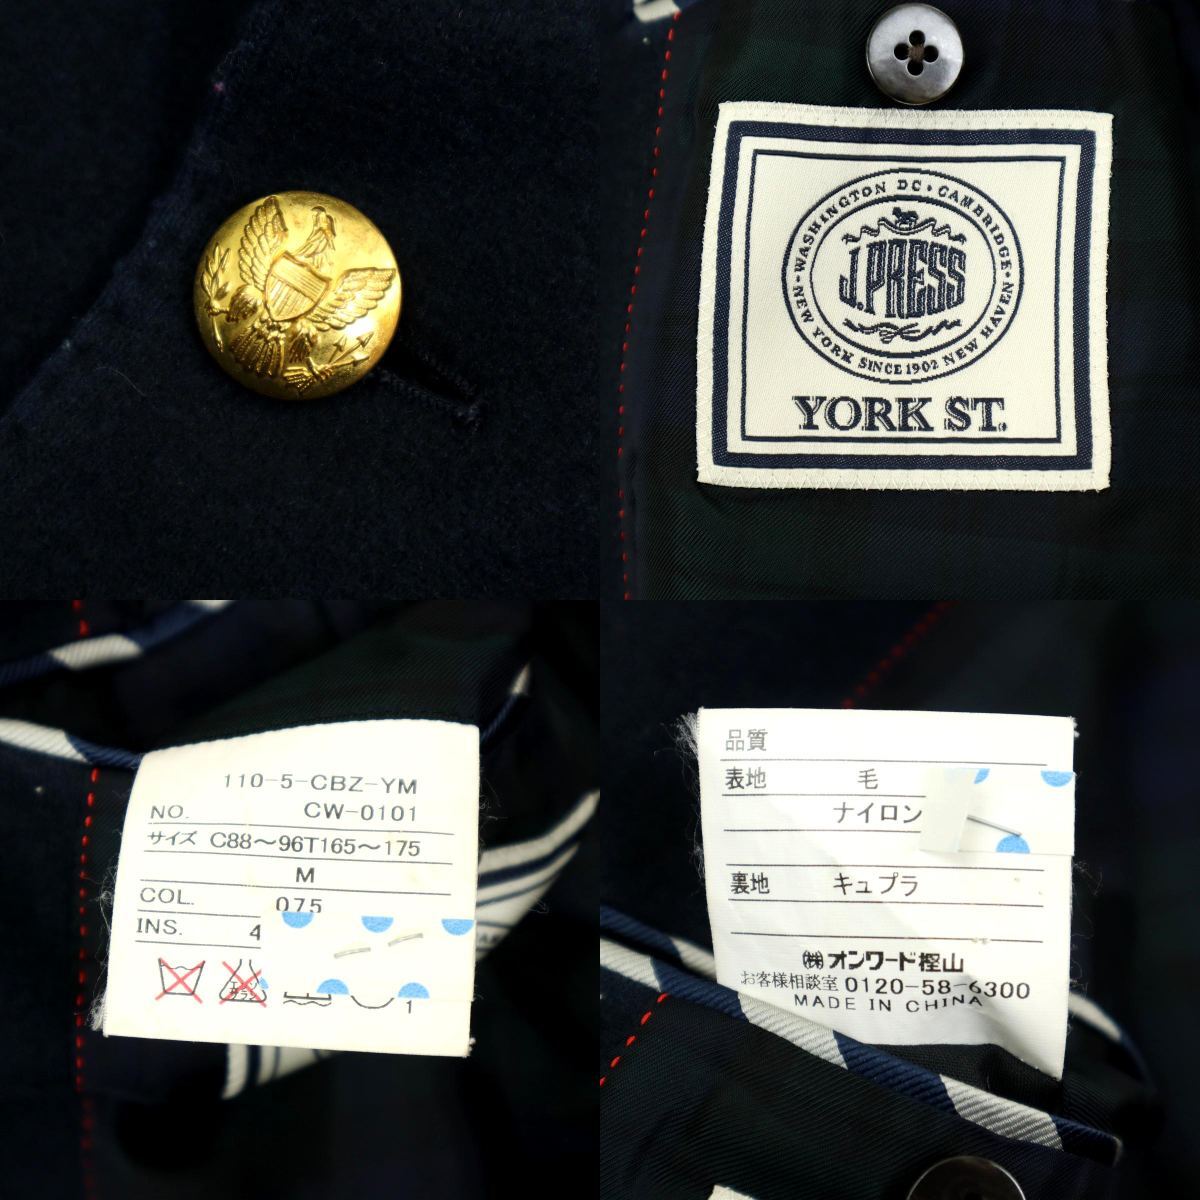 WASHINGTON DC • CAMBRIDGE • NEW HAVEN
NEW YORK SINCE 1902
J.PRESS
YORK ST.
110-5-CBZ-YM
NO. CW-0101
サイズ C88～96T165～175
M
COL. 075
INS. 4
1
品質
表地 毛
ナイロン
裏地 キュプラ
㈱オンワード樫山
お客様相談室 0120-58-6300
MADE IN CHINA